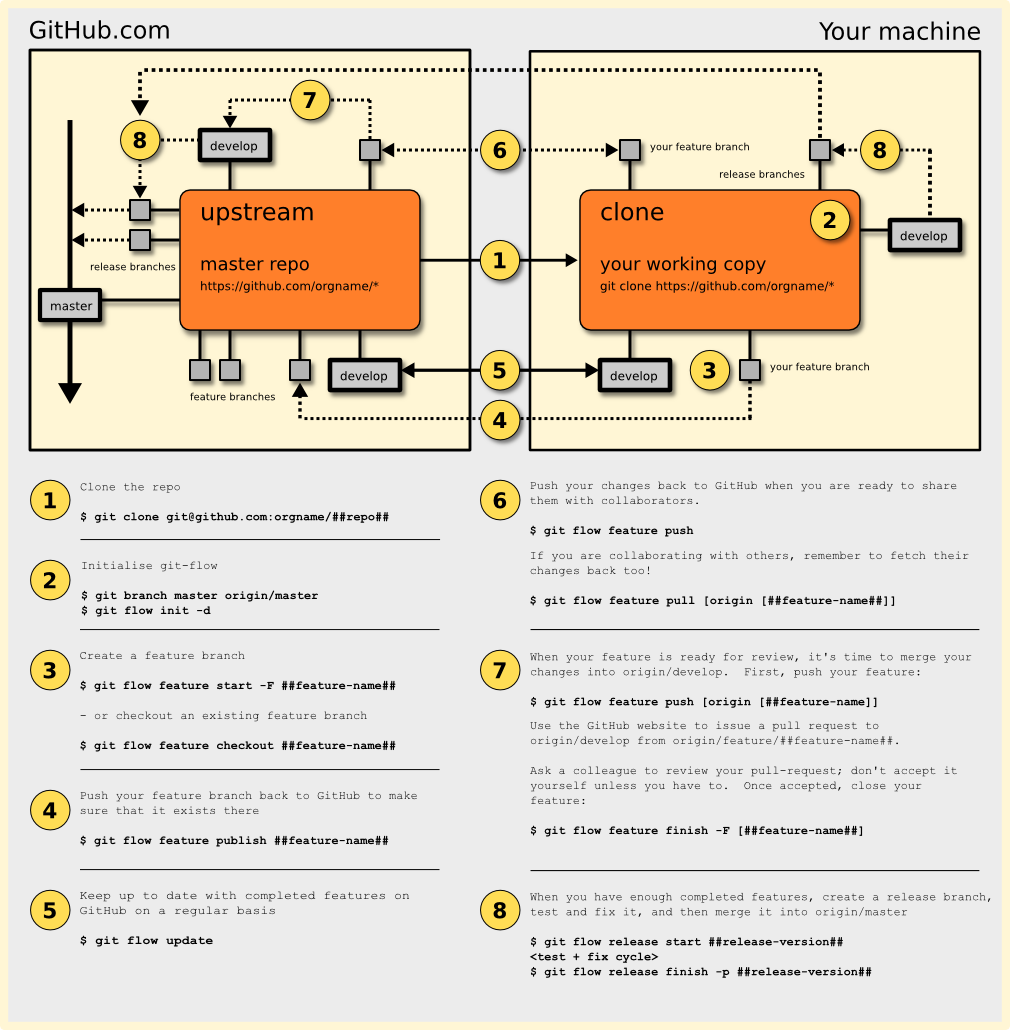 GitHub.com
Your machine
7
8
develop
6
your feature branch
8
release branches
upstream
clone
2
develop
master repo
1
your working copy
https://github.com/orgname/*
git clone https://github.com/orgname/*
release branches
master
develop
5
develop
3
your feature branch
feature branches
4
1
Clone the repo
$ git clone git@github.com:orgname/##repo##
2
Initialise git-flow
$ git branch master origin/master
$ git flow init -d
3
Create a feature branch
$ git flow feature start -F ##feature-name##
- or checkout an existing feature branch
$ git flow feature checkout ##feature-name##
4
Push your feature branch back to GitHub to make
sure that it exists there
$ git flow feature publish ##feature-name##
5
Keep up to date with completed features on
GitHub on a regular basis
$ git flow update
6
Push your changes back to GitHub when you are ready to share
them with collaborators.
$ git flow feature push
If you are collaborating with others, remember to fetch their
changes back too!
$ git flow feature pull [origin [##feature-name##]]
7
When your feature is ready for review, it's time to merge your
changes into origin/develop.  First, push your feature:
$ git flow feature push [origin [##feature-name]]
Use the GitHub website to issue a pull request to
origin/develop from origin/feature/##feature-name##.
Ask a colleague to review your pull-request; don't accept it
yourself unless you have to.  Once accepted, close your
feature:
$ git flow feature finish -F [##feature-name##]
8
When you have enough completed features, create a release branch,
test and fix it, and then merge it into origin/master
$ git flow release start ##release-version##
<test + fix cycle>
$ git flow release finish -p ##release-version##